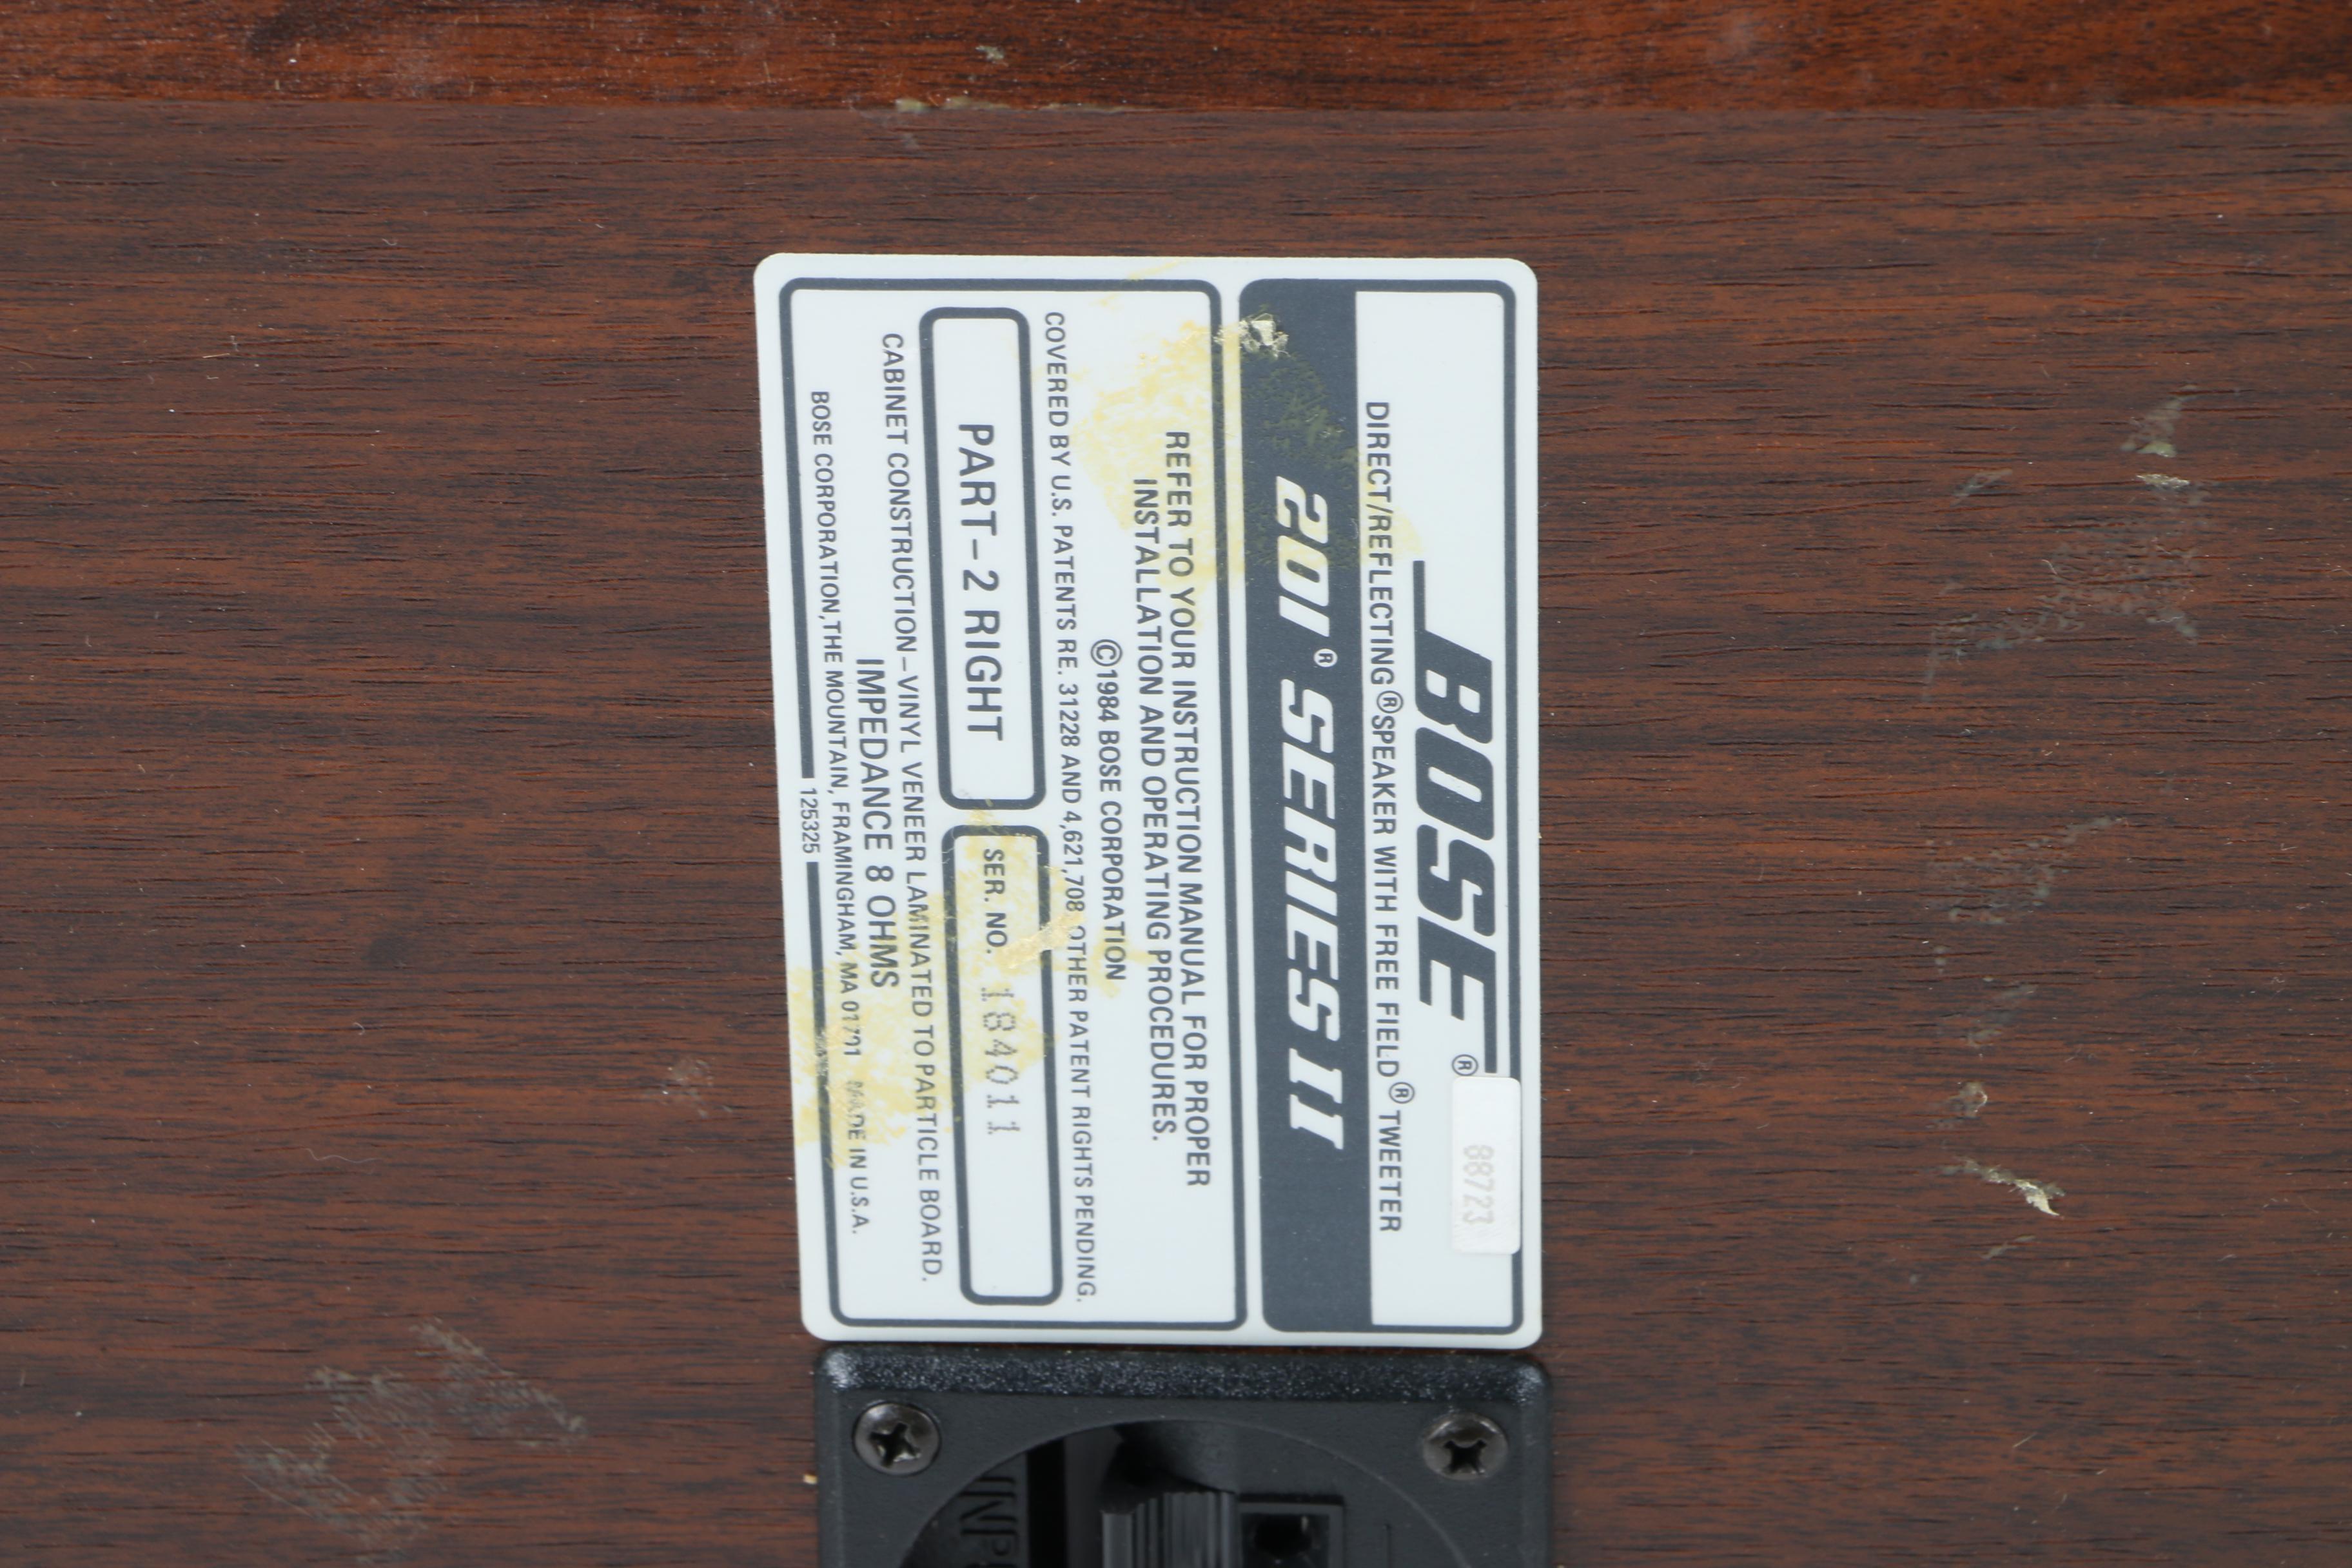 BOSE®
88723
DIRECT/REFLECTING® SPEAKER WITH FREE FIELD® TWEETER
201® SERIES II
REFER TO YOUR INSTRUCTION MANUAL FOR PROPER
INSTALLATION AND OPERATING PROCEDURES.
©1984 BOSE CORPORATION
COVERED BY U.S. PATENTS RE. 31228 AND 4,621,708 OTHER PATENT RIGHTS PENDING.
PART-2 RIGHT
SER. NO. 184011
CABINET CONSTRUCTION-VINYL VENEER LAMINATED TO PARTICLE BOARD.
IMPEDANCE 8 OHMS
BOSE CORPORATION, THE MOUNTAIN, FRAMINGHAM, MA 01701 MADE IN U.S.A.
125325